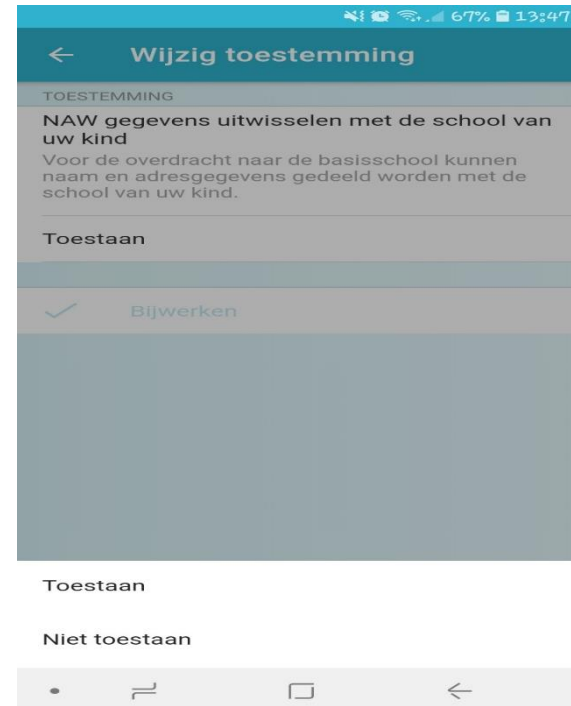 67% 13:47
Wijzig toestemming
TOESTEMMING
NAW gegevens uitwisselen met de school van
uw kind
Voor de overdracht naar de basisschool kunnen
naam en adresgegevens gedeeld worden met de
school van uw kind.
Toestaan
Bijwerken
Toestaan
Niet toestaan